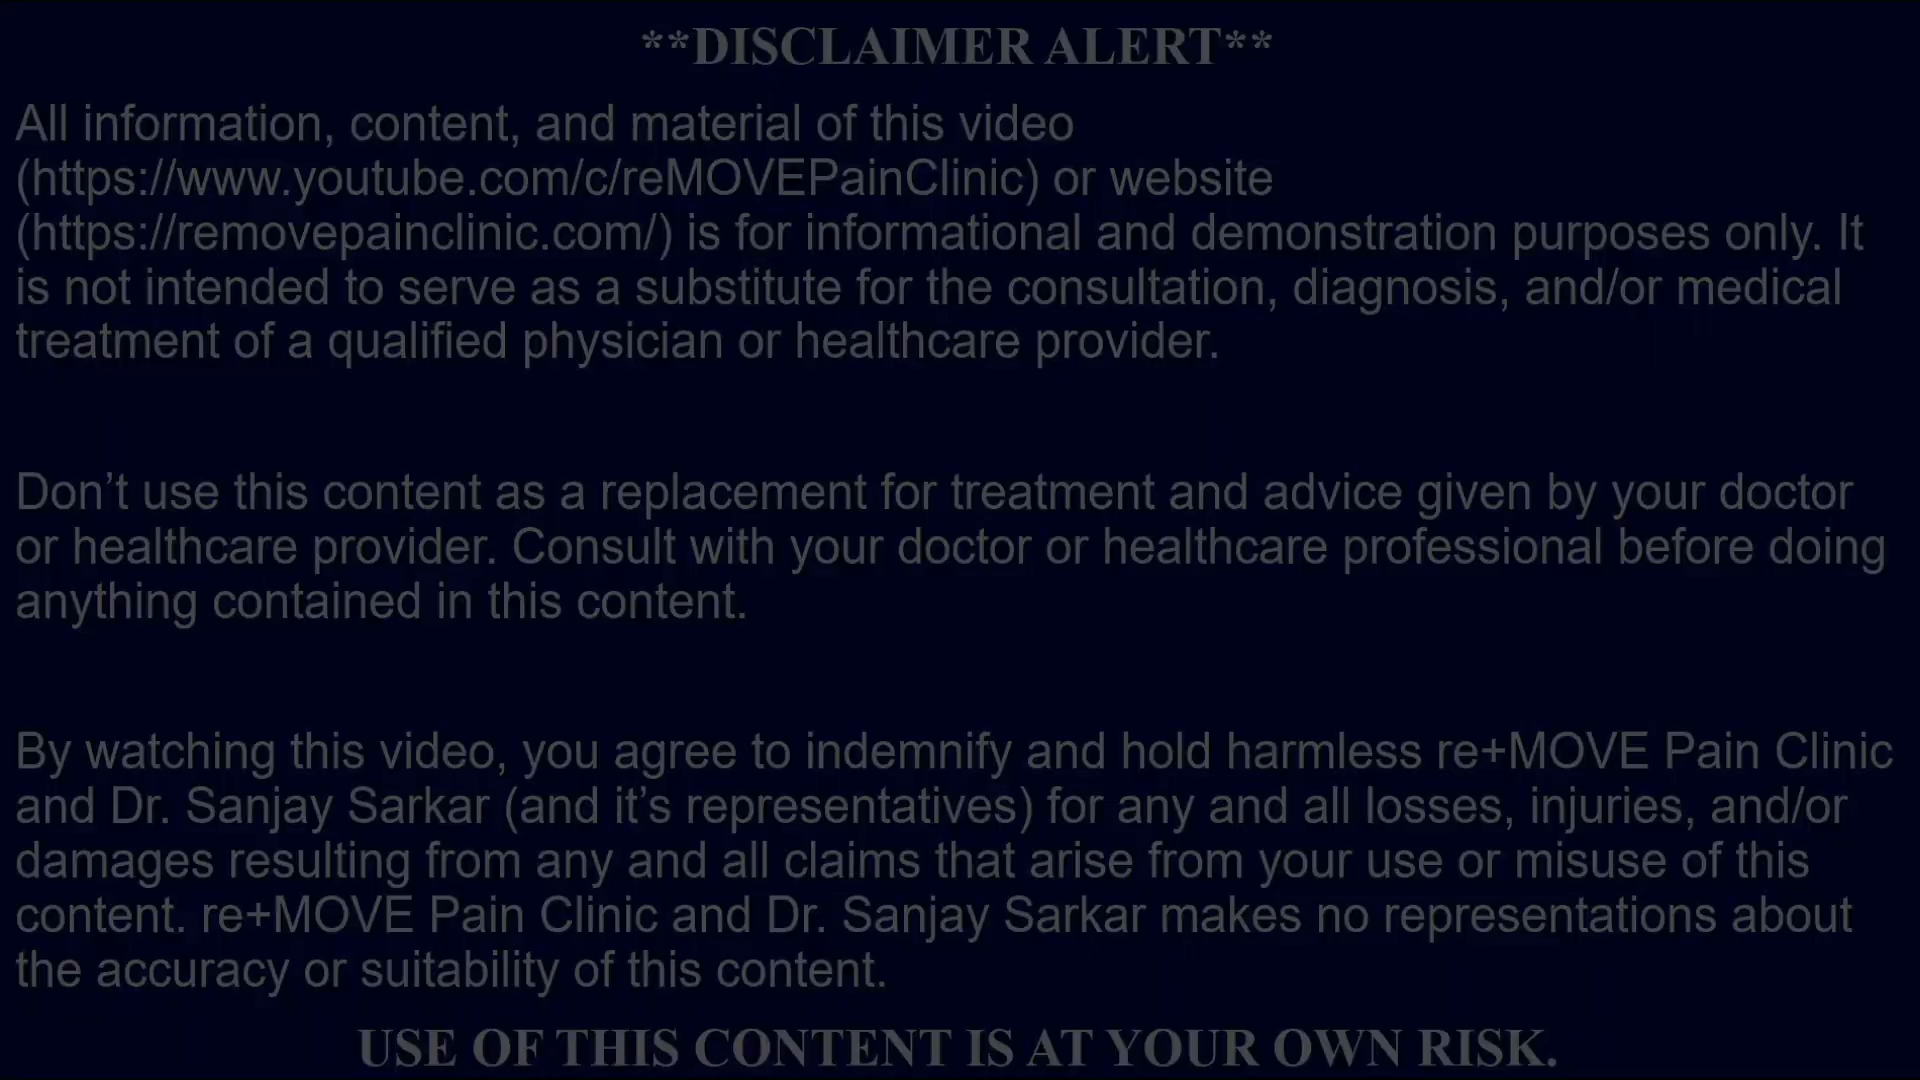 **DISCLAIMER ALERT**
All information, content, and material of this video
(https://www.youtube.com/c/reMOVEPainClinic) or website
(https://removepainclinic.com/) is for informational and demonstration purposes only. It
is not intended to serve as a substitute for the consultation, diagnosis, and/or medical
treatment of a qualified physician or healthcare provider.
Don’t use this content as a replacement for treatment and advice given by your doctor
or healthcare provider. Consult with your doctor or healthcare professional before doing
anything contained in this content.
By watching this video, you agree to indemnify and hold harmless re+MOVE Pain Clinic
and Dr. Sanjay Sarkar (and it’s representatives) for any and all losses, injuries, and/or
damages resulting from any and all claims that arise from your use or misuse of this
content. re+MOVE Pain Clinic and Dr. Sanjay Sarkar makes no representations about
the accuracy or suitability of this content.
USE OF THIS CONTENT IS AT YOUR OWN RISK.